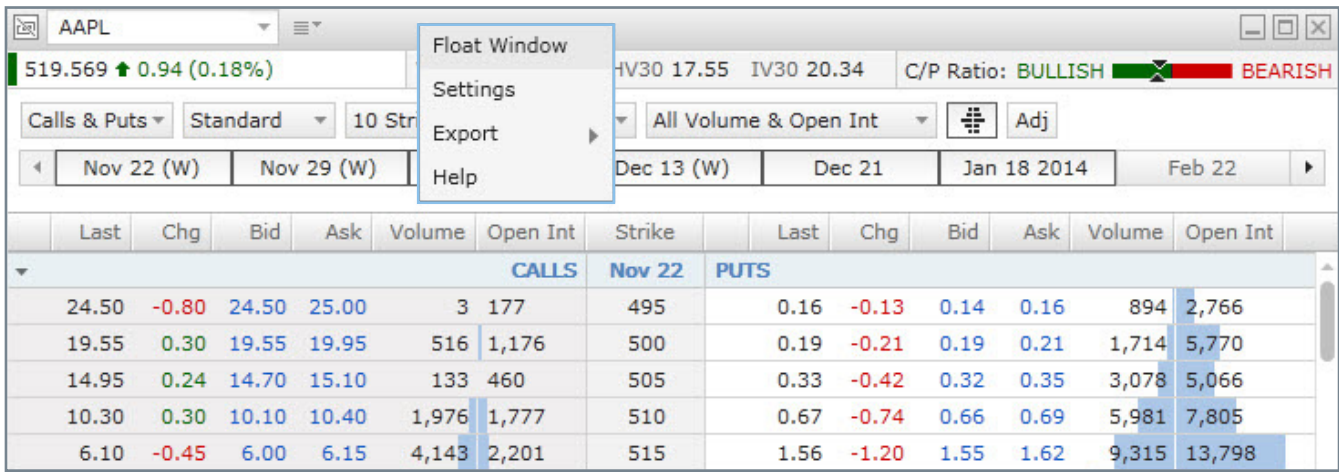 AAPL
519.569 0.94 (0.18%) HV30 17.55 IV30 20.34 C/P Ratio: BULLISH BEARISH
Float Window
Settings
Export
Help
Calls & Puts Standard 10 Stri All Volume & Open Int Adj
Nov 22 (W) Nov 29 (W) Dec 13 (W) Dec 21 Jan 18 2014 Feb 22
Last Chg Bid Ask Volume Open Int Strike Last Chg Bid Ask Volume Open Int
CALLS Nov 22 PUTS
24.50 -0.80 24.50 25.00 3 177 495 0.16 -0.13 0.14 0.16 894 2,766
19.55 0.30 19.55 19.95 516 1,176 500 0.19 -0.21 0.19 0.21 1,714 5,770
14.95 0.24 14.70 15.10 133 460 505 0.33 -0.42 0.32 0.35 3,078 5,066
10.30 0.30 10.10 10.40 1,976 1,777 510 0.67 -0.74 0.66 0.69 5,981 7,805
6.10 -0.45 6.00 6.15 4,143 2,201 515 1.56 -1.20 1.55 1.62 9,315 13,798